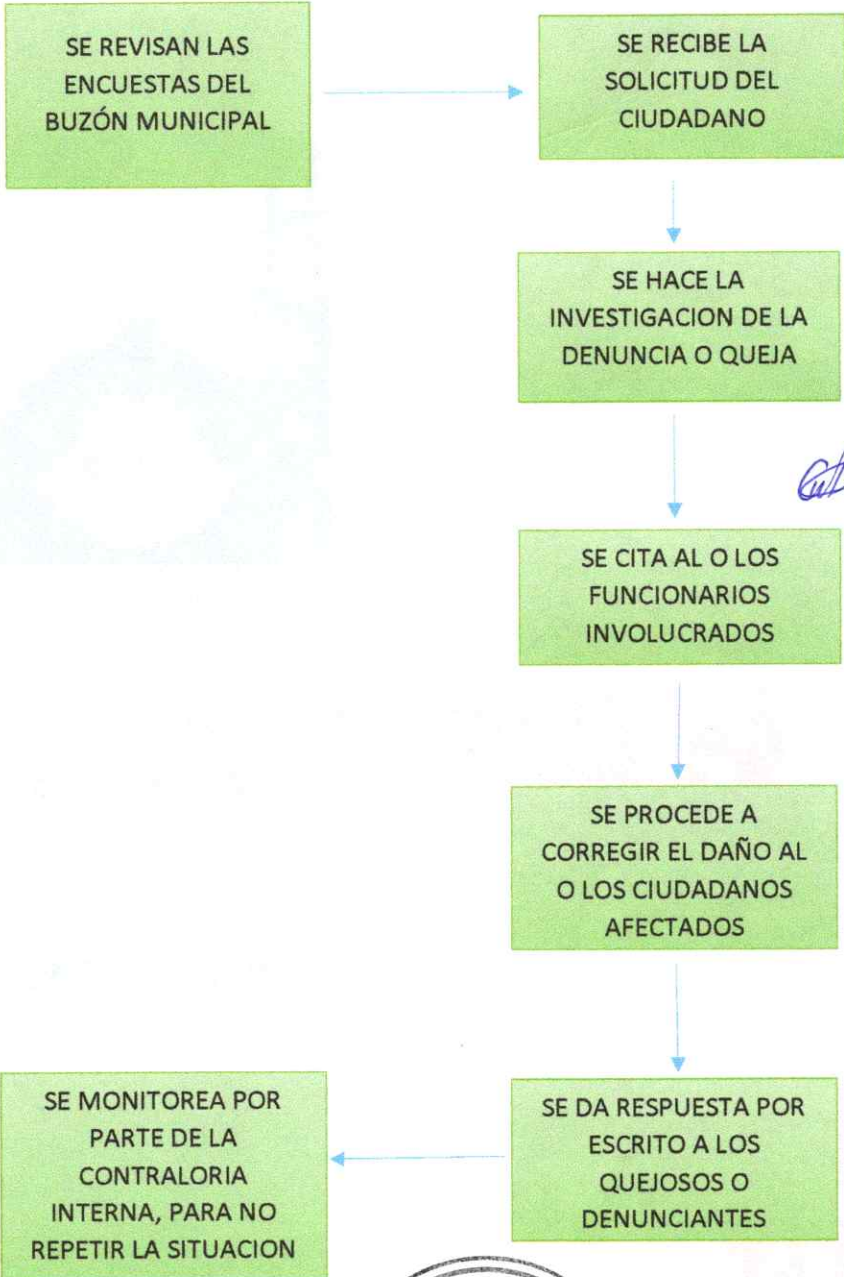 SE REVISAN LAS
ENCUESTAS DEL
BUZÓN MUNICIPAL
SE RECIBE LA
SOLICITUD DEL
CIUDADANO
SE HACE LA
INVESTIGACION DE LA
DENUNCIA O QUEJA
SE CITA AL O LOS
FUNCIONARIOS
INVOLUCRADOS
SE PROCEDE A
CORREGIR EL DAÑO AL
O LOS CIUDADANOS
AFECTADOS
SE DA RESPUESTA POR
ESCRITO A LOS
QUEJOSOS O
DENUNCIANTES
SE MONITOREA POR
PARTE DE LA
CONTRALORIA
INTERNA, PARA NO
REPETIR LA SITUACION